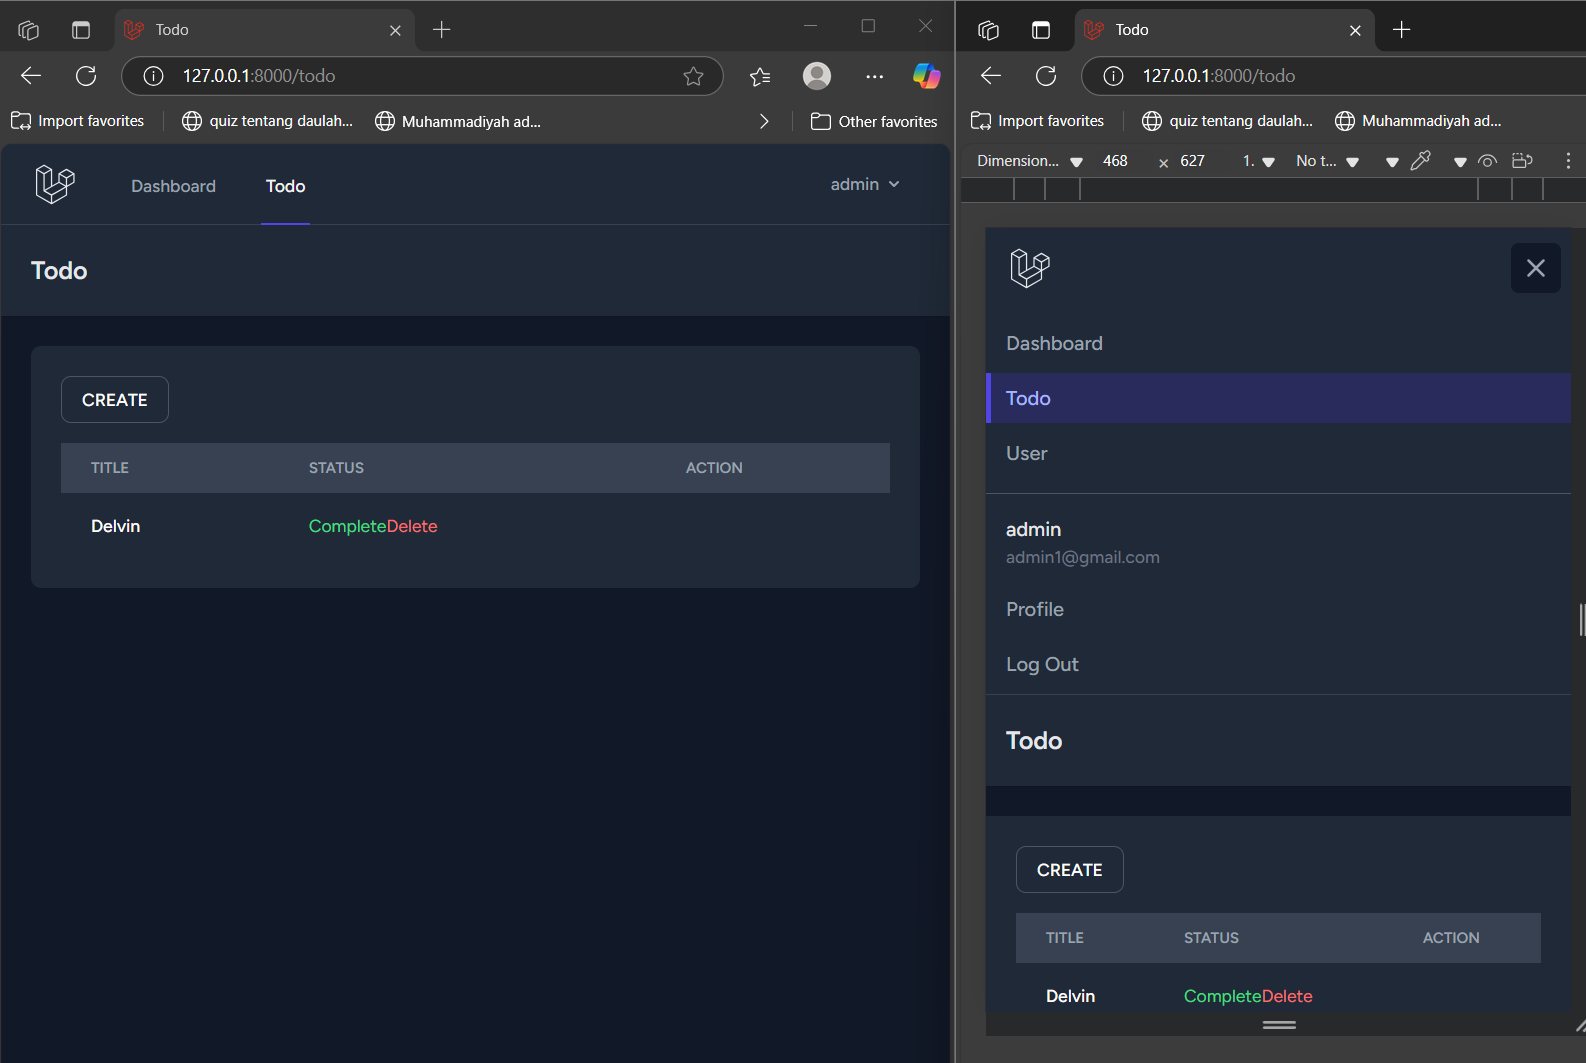 Todo
127.0.0.1:8000/todo
Import favorites
quiz tentang daulah...
Muhammadiyah ad...
Other favorites
Dashboard
Todo
admin
Todo
CREATE
TITLE STATUS ACTION
Delvin CompleteDelete
Todo
127.0.0.1:8000/todo
Import favorites
quiz tentang daulah...
Muhammadiyah ad...
Dimension... 468 × 627 1. No t...
Dashboard
Todo
User
admin
admin1@gmail.com
Profile
Log Out
Todo
CREATE
TITLE STATUS ACTION
Delvin CompleteDelete